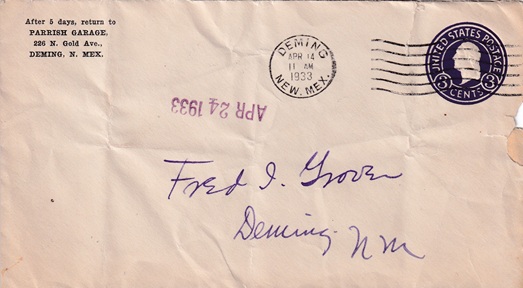 After 5 days, return to
PARRISH GARAGE,
226 N. Gold Ave.,
DEMING, N. MEX.
DEMING
APR 14
11 AM
1933
NEW. MEX.
UNITED STATES POSTAGE
3 CENTS 3
APR 24 1933
Fred I. Grover
Deming, N M